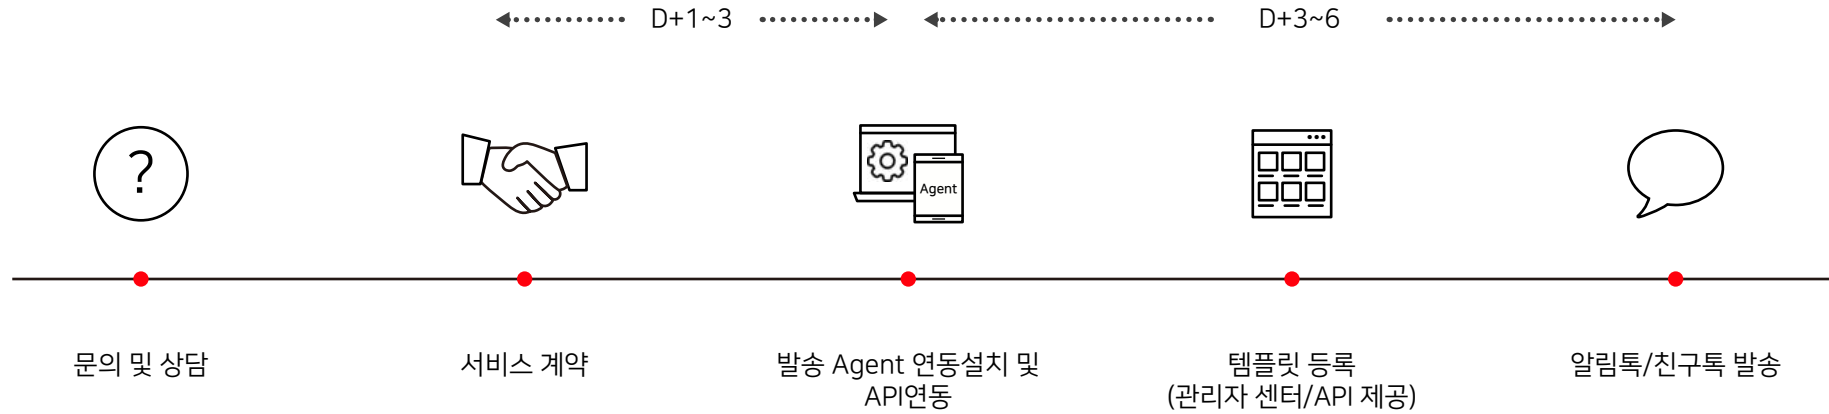 D+1~3
D+3~6
?
Agent
문의 및 상담
서비스 계약
발송 Agent 연동설치 및
API연동
템플릿 등록
(관리자 센터/API 제공)
알림톡/친구톡 발송